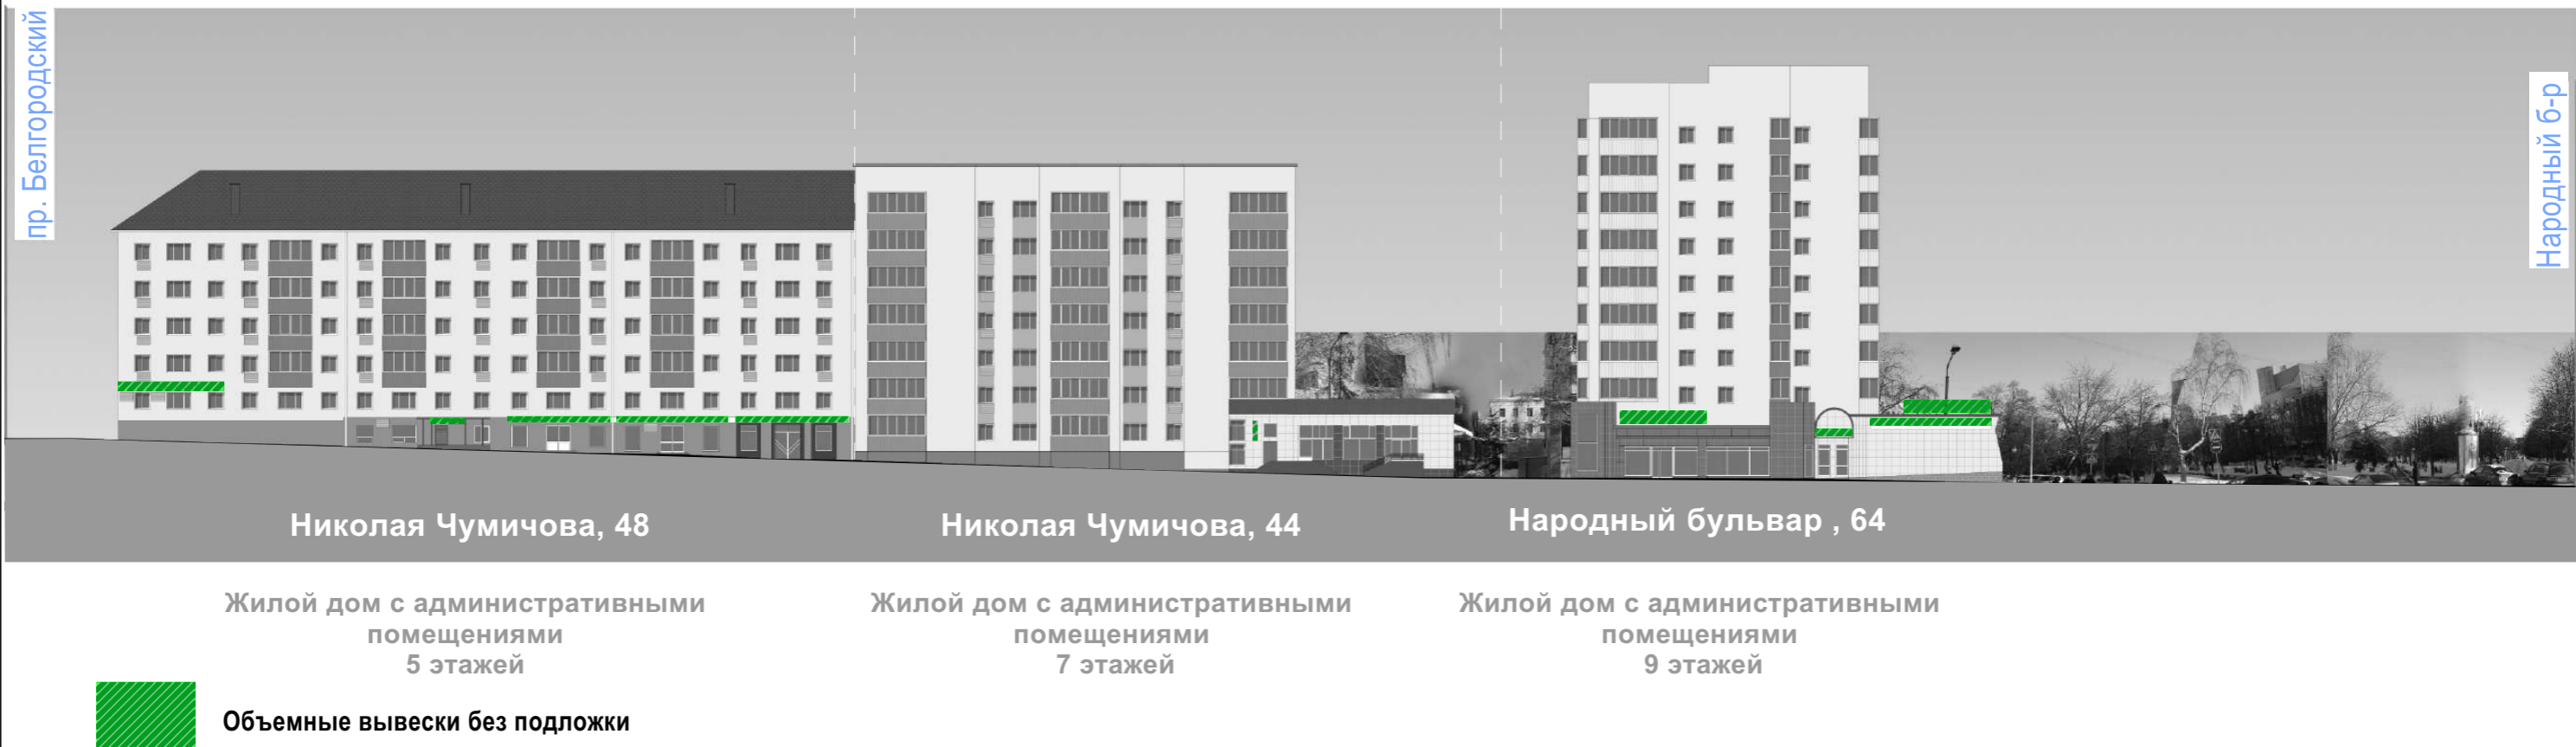 пр. Белгородский
Народный б-р
Николая Чумичова, 48
Николая Чумичова, 44
Народный бульвар , 64
Жилой дом с административными
помещениями
5 этажей
Жилой дом с административными
помещениями
7 этажей
Жилой дом с административными
помещениями
9 этажей
Объемные вывески без подложки